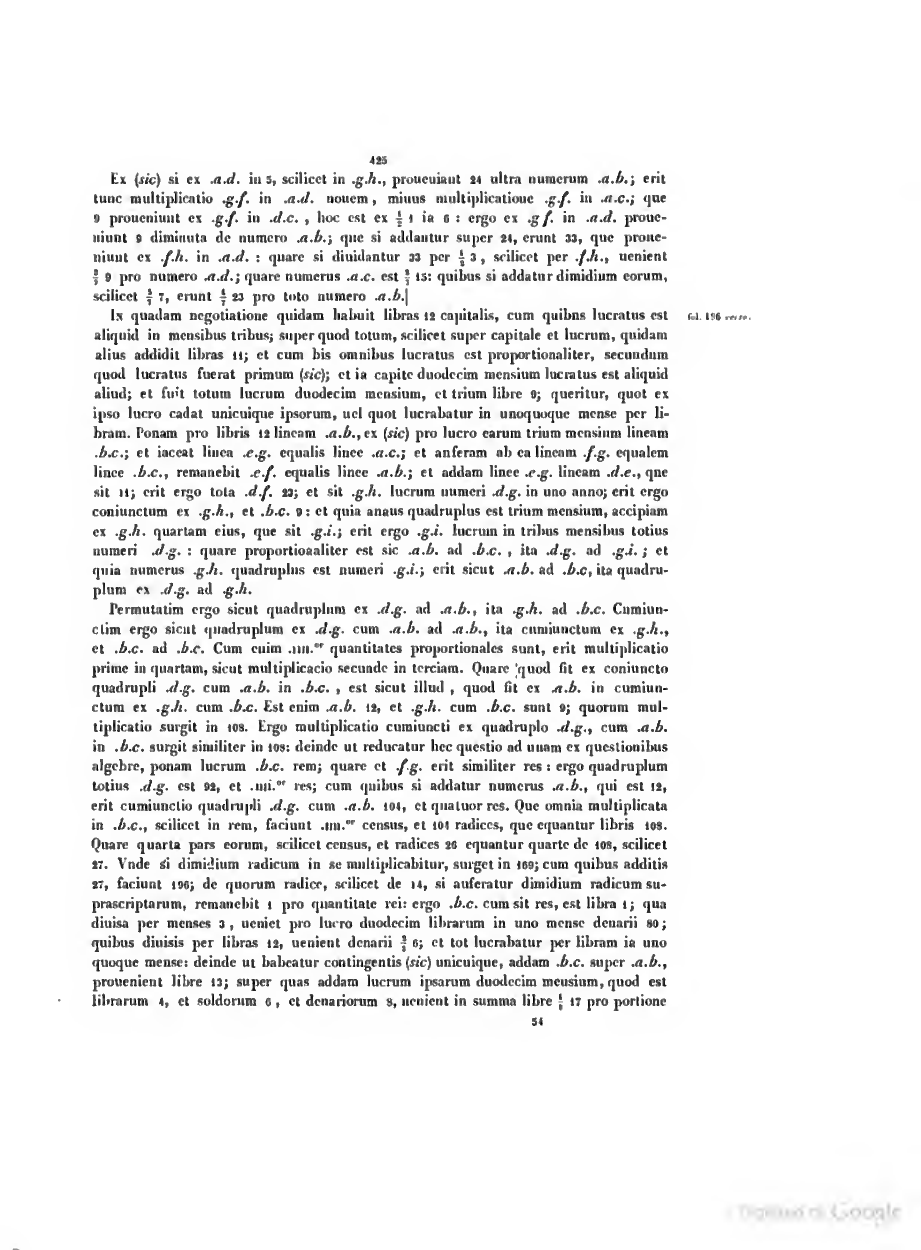 425
Ex (sic) si ex .a.d. in 5, scilicet in .g.h., proueniant 24 ultra numerum .a.b.; erit
tunc multiplicatio .g.f. in .a.d. nouem, minus multiplicatione .g.f. in .a.c.; que
9 proueniunt ex .g.f. in .d.c. , hoc est ex 1/2 1 in 6 : ergo ex .g f. in .a.d. proue-
niunt 9 diminuta de numero .a.b.; que si addantur super 24, erunt 33, que proue-
niunt ex .f.h. in .a.d. : quare si diuidantur 33 per 1/2 3 , scilicet per .f.h., uenient
3/7 9 pro numero .a.d.; quare numerus .a.c. est 3/7 15: quibus si addatur dimidium eorum,
scilicet 5/7 7, erunt 1/7 23 pro toto numero .a.b.|
In quadam negotiatione quidam habuit libras 12 capitalis, cum quibus lucratus est
fol. 196 verso.
aliquid in mensibus tribus; super quod totum, scilicet super capitale et lucrum, quidam
alius addidit libras 11; et cum his omnibus lucratus est proportionaliter, secundum
quod lucratus fuerat primum (sic); et in capite duodecim mensium lucratus est aliquid
aliud; et fuit totum lucrum duodecim mensium, et trium libre 9; queritur, quot ex
ipso lucro cadat unicuique ipsorum, uel quot lucrabatur in unoquoque mense per li-
bram. Ponam pro libris 12 lineam .a.b., ex (sic) pro lucro earum trium mensium lineam
.b.c.; et iaceat linea .e.g. equalis linee .a.c.; et auferam ab ea lineam .f.g. equalem
linee .b.c., remanebit .e.f. equalis linee .a.b.; et addam linee .e.g. lineam .d.e., que
sit 11; erit ergo tota .d.f. 23; et sit .g.h. lucrum numeri .d.g. in uno anno; erit ergo
coniunctum ex .g.h., et .b.c. 9 : et quia annus quadruplus est trium mensium, accipiam
ex .g.h. quartam eius, que sit .g.i.; erit ergo .g.i. lucrum in tribus mensibus totius
numeri .d.g. : quare proportionaliter est sic .a.b. ad .b.c. , ita .d.g. ad .g.i. ; et
quia numerus .g.h. quadruplus est numeri .g.i.; erit sicut .a.b. ad .b.c, ita quadru-
plum ex .d.g. ad .g.h.
Permutatim ergo sicut quadruplum ex .d.g. ad .a.b., ita .g.h. ad .b.c. Cumiun-
ctim ergo sicut quadruplum ex .d.g. cum .a.b. ad .a.b., ita cumiunctum ex .g.h.,
et .b.c. ad .b.c. Cum enim .IIII.or quantitates proportionales sunt, erit multiplicatio
prime in quartam, sicut multiplicacio secunde in terciam. Quare quod fit ex coniuncto
quadrupli .d.g. cum .a.b. in .b.c. , est sicut illud , quod fit ex .a.b. in cumiun-
ctum ex .g.h. cum .b.c. Est enim .a.b. 12, et .g.h. cum .b.c. sunt 9; quorum mul-
tiplicatio surgit in 108. Ergo multiplicatio cumiuncti ex quadruplo .d.g., cum .a.b.
in .b.c. surgit similiter in 108: deinde ut reducatur hec questio ad unam ex questionibus
algebre, ponam lucrum .b.c. rem; quare et .f.g. erit similiter res : ergo quadruplum
totius .d.g. est 92, et .IIII.or res; cum quibus si addatur numerus .a.b., qui est 12,
erit cumiunctio quadrupli .d.g. cum .a.b. 104, et quatuor res. Que omnia multiplicata
in .b.c., scilicet in rem, faciunt .IIII.or census, et 104 radices, que equantur libris 108.
Quare quarta pars eorum, scilicet census, et radices 26 equantur quarte de 108, scilicet
27. Vnde si dimidium radicum in se multiplicabitur, surget in 169; cum quibus additis
27, faciunt 196; de quorum radice, scilicet de 14, si auferatur dimidium radicum su-
prascriptarum, remanebit 1 pro quantitate rei: ergo .b.c. cum sit res, est libra 1; qua
diuisa per menses 3 , ueniet pro lucro duodecim librarum in uno mense denarii 80;
quibus diuisis per libras 12, uenient denarii 2/3 6; et tot lucrabatur per libram in uno
quoque mense: deinde ut habeatur contingentis (sic) unicuique, addam .b.c. super .a.b.,
prouenient libre 13; super quas addam lucrum ipsarum duodecim mensium, quod est
librarum 4, et soldorum 6 , et denariorum 8, uenient in summa libre 1/3 17 pro portione
54
Digitized by Google